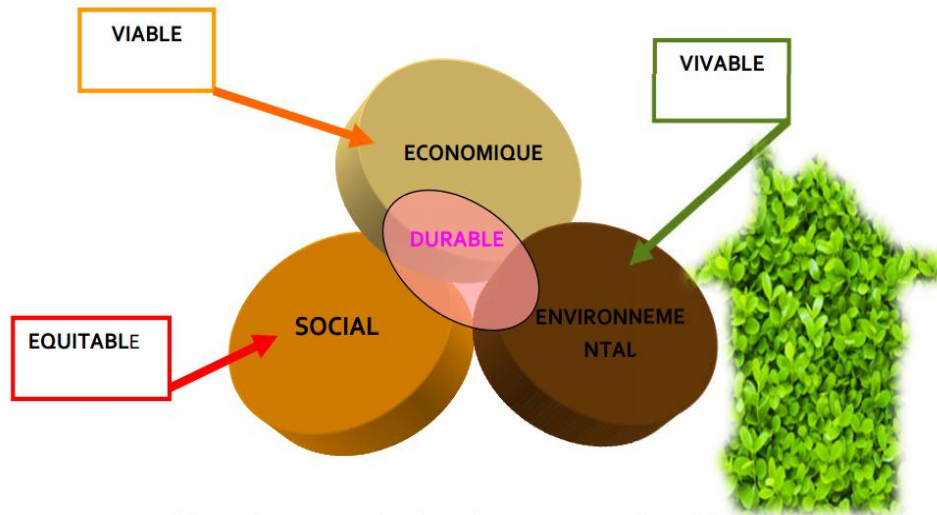 VIABLE
VIVABLE
ECONOMIQUE
DURABLE
SOCIAL
ENVIRONNEME
NTAL
EQUITABLE